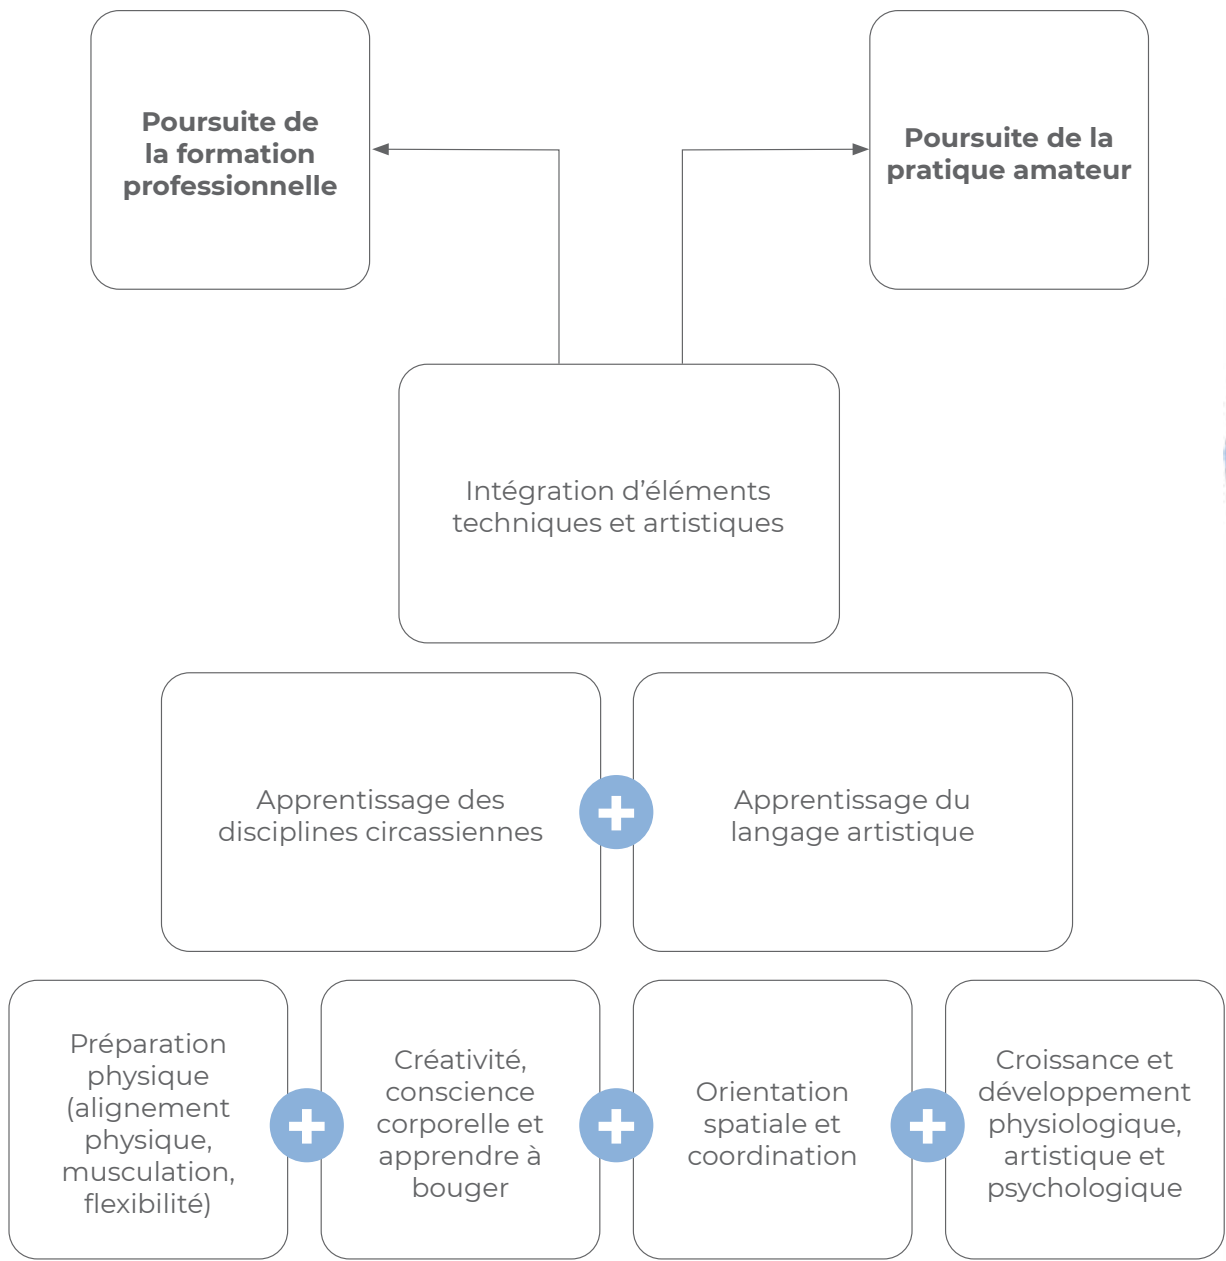 Poursuite de
la formation
professionnelle
Poursuite de la
pratique amateur
Intégration d’éléments
techniques et artistiques
Apprentissage des
disciplines circassiennes
Apprentissage du
langage artistique
Préparation
physique
(alignement
physique,
musculation,
flexibilité)
Créativité,
conscience
corporelle et
apprendre à
bouger
Orientation
spatiale et
coordination
Croissance et
développement
physiologique,
artistique et
psychologique